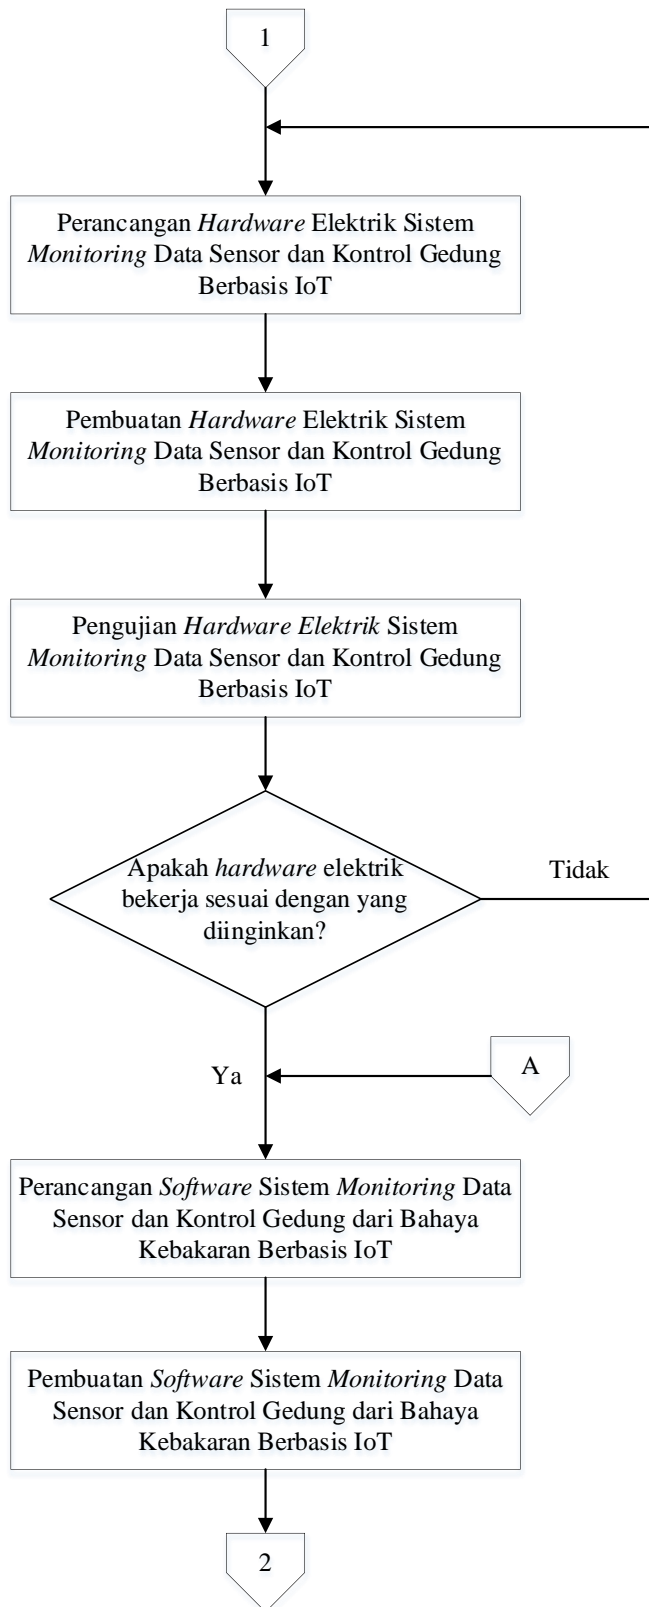 1
Perancangan Hardware Elektrik Sistem
Monitoring Data Sensor dan Kontrol Gedung
Berbasis IoT
Pembuatan Hardware Elektrik Sistem
Monitoring Data Sensor dan Kontrol Gedung
Berbasis IoT
Pengujian Hardware Elektrik Sistem
Monitoring Data Sensor dan Kontrol Gedung
Berbasis IoT
Apakah hardware elektrik
bekerja sesuai dengan yang
diinginkan?
Tidak
Ya
A
Perancangan Software Sistem Monitoring Data
Sensor dan Kontrol Gedung dari Bahaya
Kebakaran Berbasis IoT
Pembuatan Software Sistem Monitoring Data
Sensor dan Kontrol Gedung dari Bahaya
Kebakaran Berbasis IoT
2